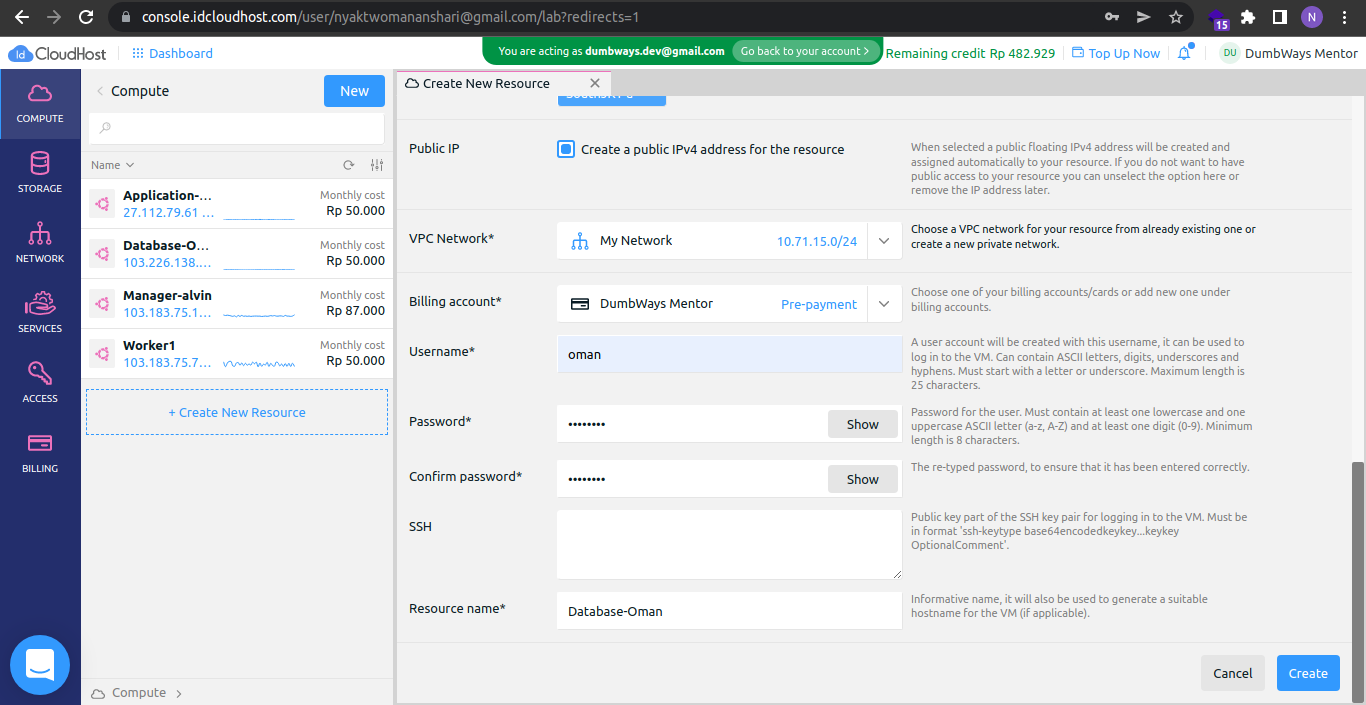 console.idcloudhost.com/user/nyaktwomananshari@gmail.com/lab?redirects=1
15
N
Id CloudHost
Dashboard
You are acting as dumbways.dev@gmail.com
Go back to your account >
Remaining credit Rp 482.929
Top Up Now
DU
DumbWays Mentor
COMPUTE
STORAGE
NETWORK
SERVICES
ACCESS
BILLING
Compute
New
Name
Application-...
Monthly cost
27.112.79.61 ...
Rp 50.000
Database-O...
Monthly cost
103.226.138....
Rp 50.000
Manager-alvin
Monthly cost
103.183.75.1...
Rp 87.000
Worker1
Monthly cost
103.183.75.7...
Rp 50.000
+ Create New Resource
Compute
Create New Resource
Public IP
Create a public IPv4 address for the resource
When selected a public floating IPv4 address will be created and
assigned automatically to your resource. If you do not want to have
public access to your resource you can unselect the option here or
remove the IP address later.
VPC Network*
My Network
10.71.15.0/24
Choose a VPC network for your resource from already existing one or
create a new private network.
Billing account*
DumbWays Mentor
Pre-payment
Choose one of your billing accounts/cards or add new one under
billing accounts.
Username*
oman
A user account will be created with this username, it can be used to
log in to the VM. Can contain ASCII letters, digits, underscores and
hyphens. Must start with a letter or underscore. Maximum length is
25 characters.
Password*
••••••••
Show
Password for the user. Must contain at least one lowercase and one
uppercase ASCII letter (a-z, A-Z) and at least one digit (0-9). Minimum
length is 8 characters.
Confirm password*
••••••••
Show
The re-typed password, to ensure that it has been entered correctly.
SSH
Public key part of the SSH key pair for logging in to the VM. Must be
in format 'ssh-keytype base64encodedkeykey...keykey
OptionalComment'.
Resource name*
Database-Oman
Informative name, it will also be used to generate a suitable
hostname for the VM (if applicable).
Cancel
Create